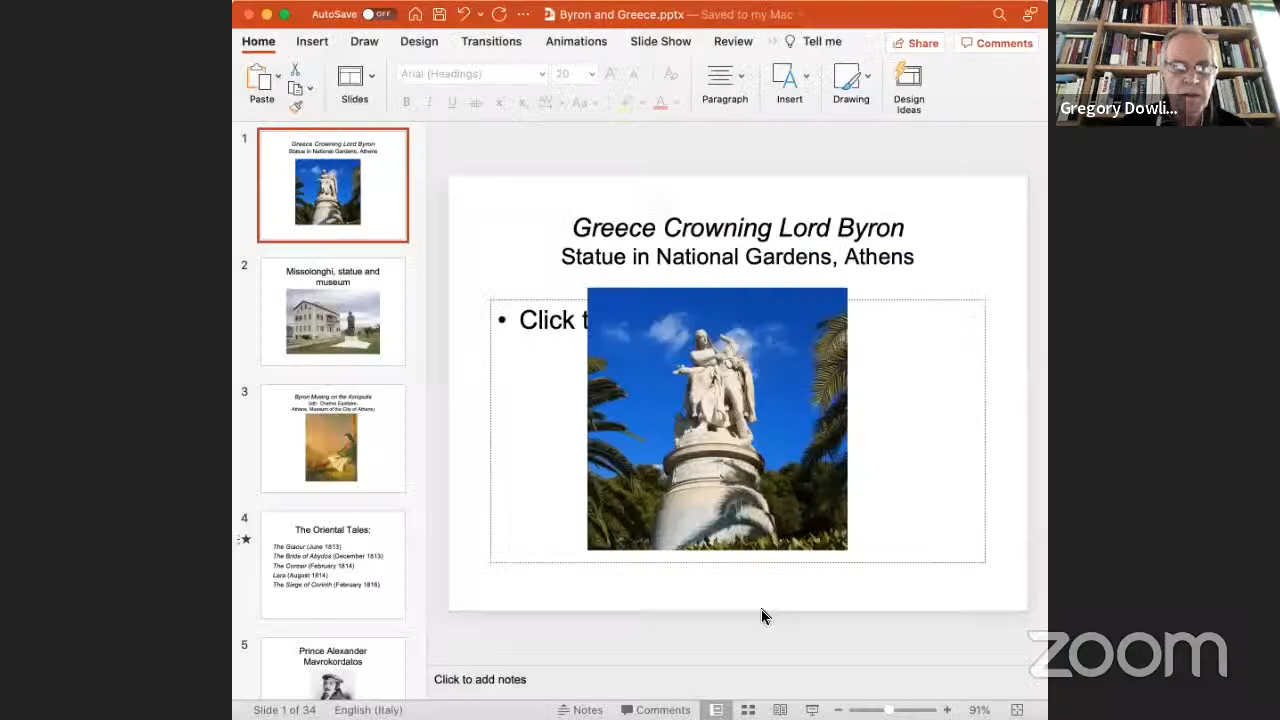 AutoSave OFF Byron and Greece.pptx — Saved to my Mac
Home Insert Draw Design Transitions Animations Slide Show Review Tell me Share Comments
Arial (Headings) 20
Paste Slides Paragraph Insert Drawing Design Ideas
Gregory Dowli...
1
Greece Crowning Lord Byron
Statue in National Gardens, Athens
2
Missolonghi, statue and
museum
3
Byron Musing on the Acropolis
(attr. Charles Eastlake,
Athens, Museum of the City of Athens)
4
The Oriental Tales:
The Giaour (June 1813)
The Bride of Abydos (December 1813)
The Corsair (February 1814)
Lara (August 1814)
The Siege of Corinth (February 1816)
5
Prince Alexander
Mavrokordatos
Greece Crowning Lord Byron
Statue in National Gardens, Athens
• Click
Click to add notes
Slide 1 of 34 English (Italy) Notes Comments 91%
zoom